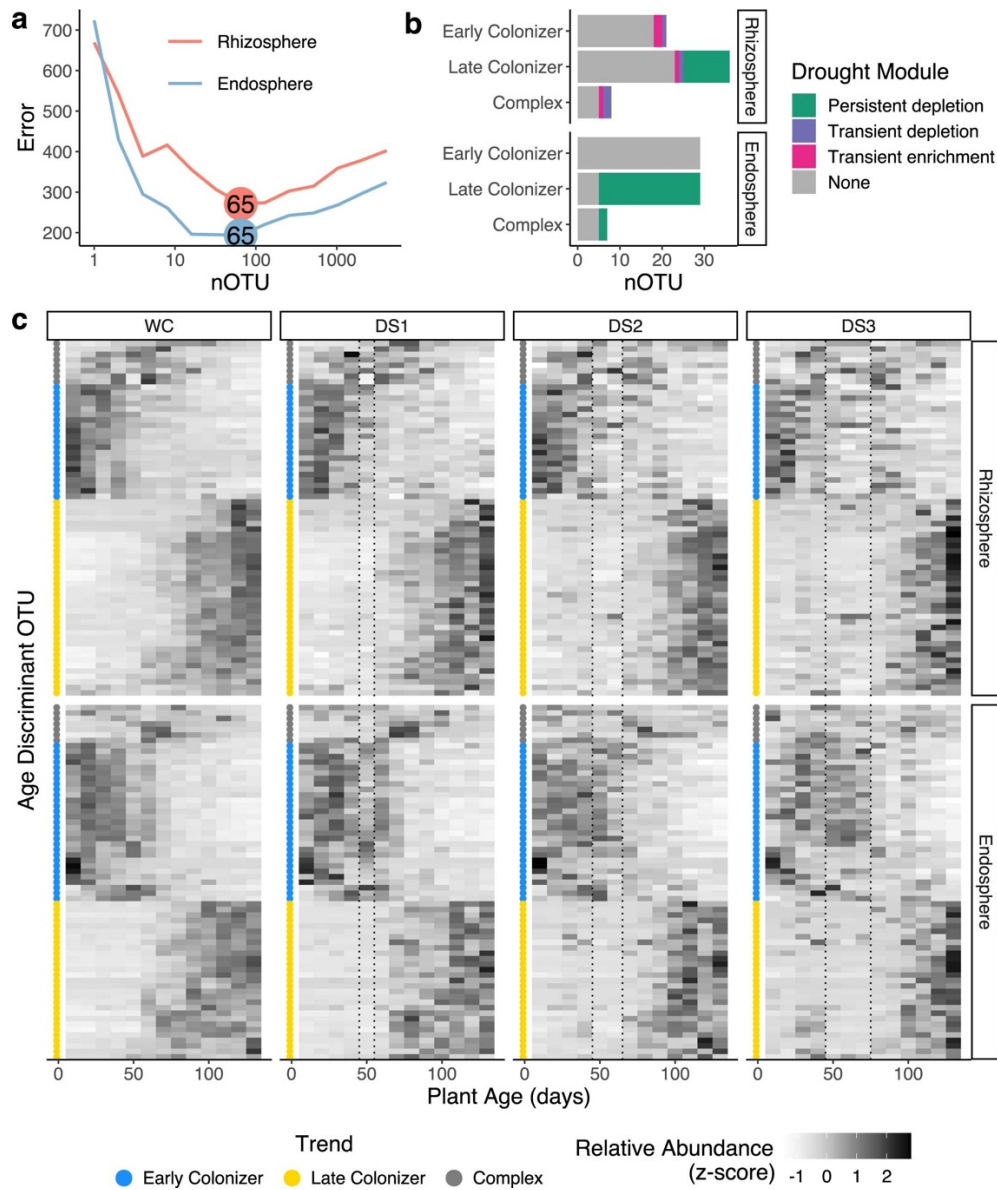 a
700
600
500
400
300
200
Error
Rhizosphere
Endosphere
65
65
1
10
100
1000
nOTU
b
Early Colonizer
Late Colonizer
Complex
Rhizosphere
Early Colonizer
Late Colonizer
Complex
Endosphere
0
10
20
30
nOTU
Drought Module
Persistent depletion
Transient depletion
Transient enrichment
None
c
WC
DS1
DS2
DS3
Age Discriminant OTU
Rhizosphere
Endosphere
0 50 100
0 50 100
0 50 100
0 50 100
Plant Age (days)
Trend
Early Colonizer
Late Colonizer
Complex
Relative Abundance
(z-score)
-1 0 1 2